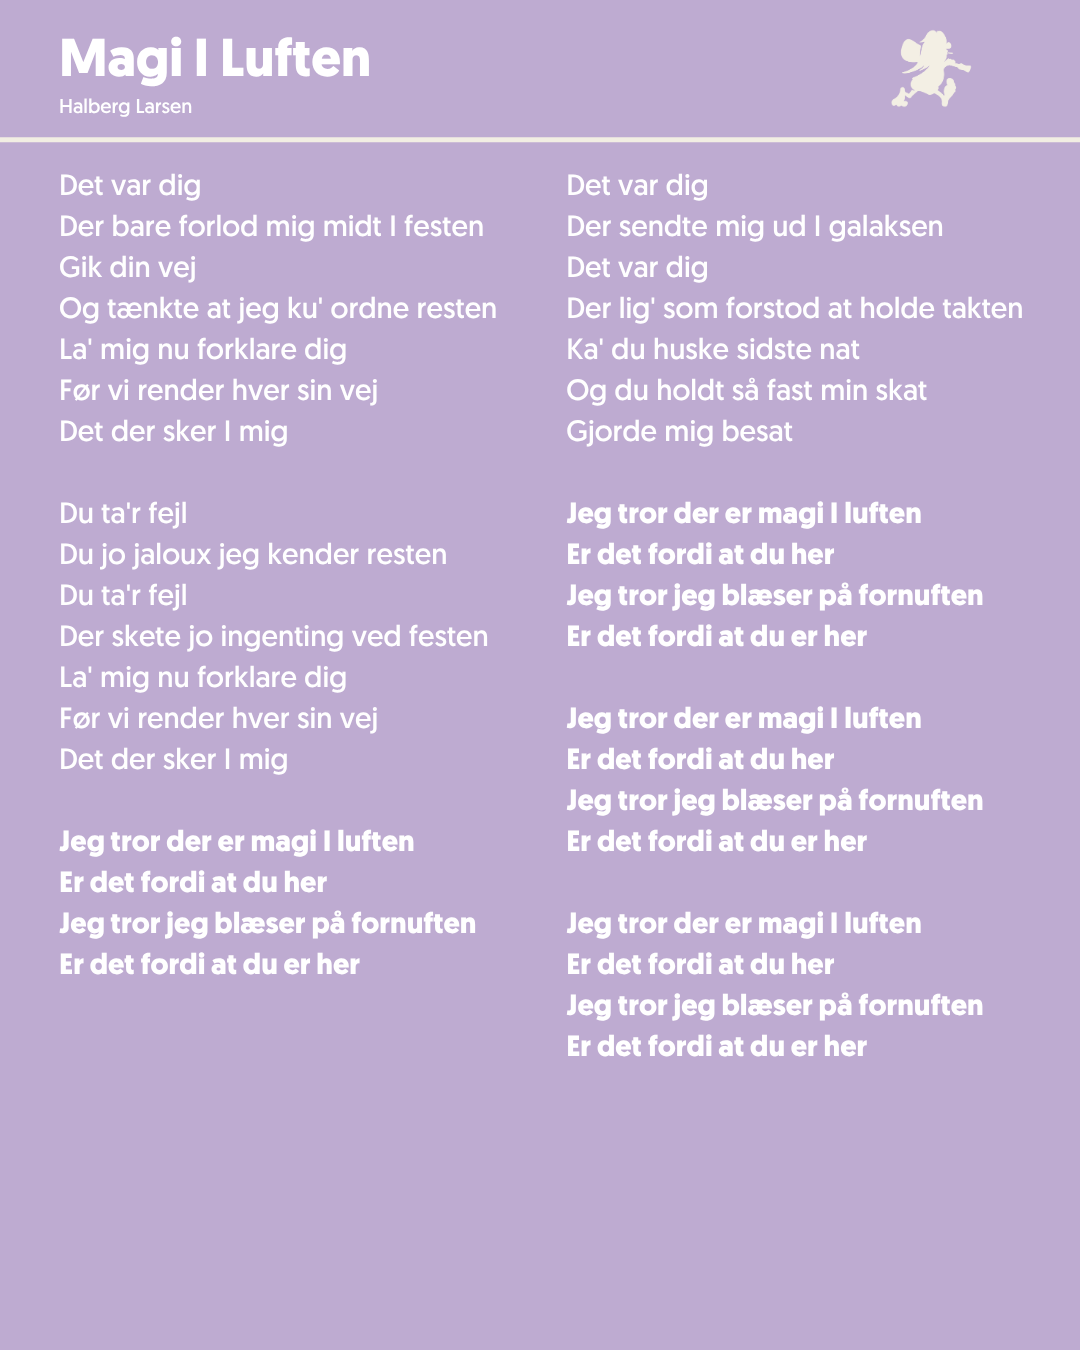 Magi I Luften
Halberg Larsen
Det var dig
Der bare forlod mig midt I festen
Gik din vej
Og tænkte at jeg ku' ordne resten
La' mig nu forklare dig
Før vi render hver sin vej
Det der sker I mig

Du ta'r fejl
Du jo jaloux jeg kender resten
Du ta'r fejl
Der skete jo ingenting ved festen
La' mig nu forklare dig
Før vi render hver sin vej
Det der sker I mig

Jeg tror der er magi I luften
Er det fordi at du her
Jeg tror jeg blæser på fornuften
Er det fordi at du er her

Det var dig
Der sendte mig ud I galaksen
Det var dig
Der lig' som forstod at holde takten
Ka' du huske sidste nat
Og du holdt så fast min skat
Gjorde mig besat

Jeg tror der er magi I luften
Er det fordi at du her
Jeg tror jeg blæser på fornuften
Er det fordi at du er her

Jeg tror der er magi I luften
Er det fordi at du her
Jeg tror jeg blæser på fornuften
Er det fordi at du er her

Jeg tror der er magi I luften
Er det fordi at du her
Jeg tror jeg blæser på fornuften
Er det fordi at du er her